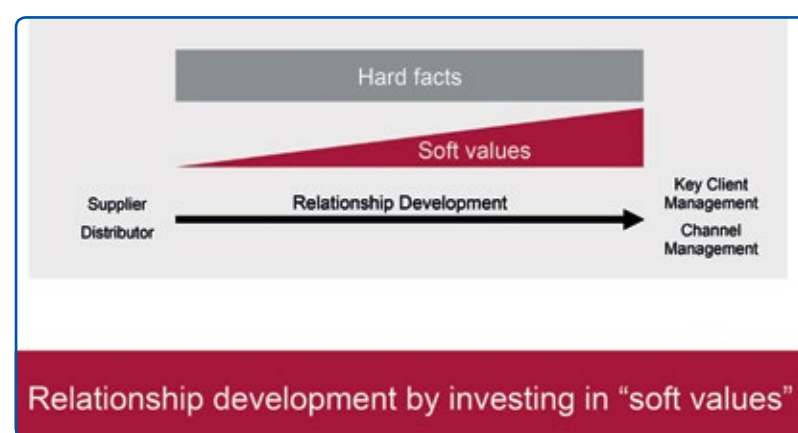 Hard facts
Soft values
Supplier
Distributor
Relationship Development
Key Client
Management
Channel
Management
Relationship development by investing in “soft values”